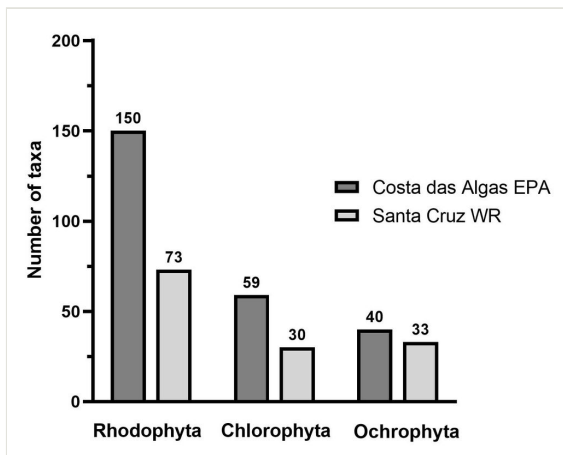 200
150
100
50
0
Number of taxa
150
73
59
30
40
33
Costa das Algas EPA
Santa Cruz WR
Rhodophyta Chlorophyta Ochrophyta